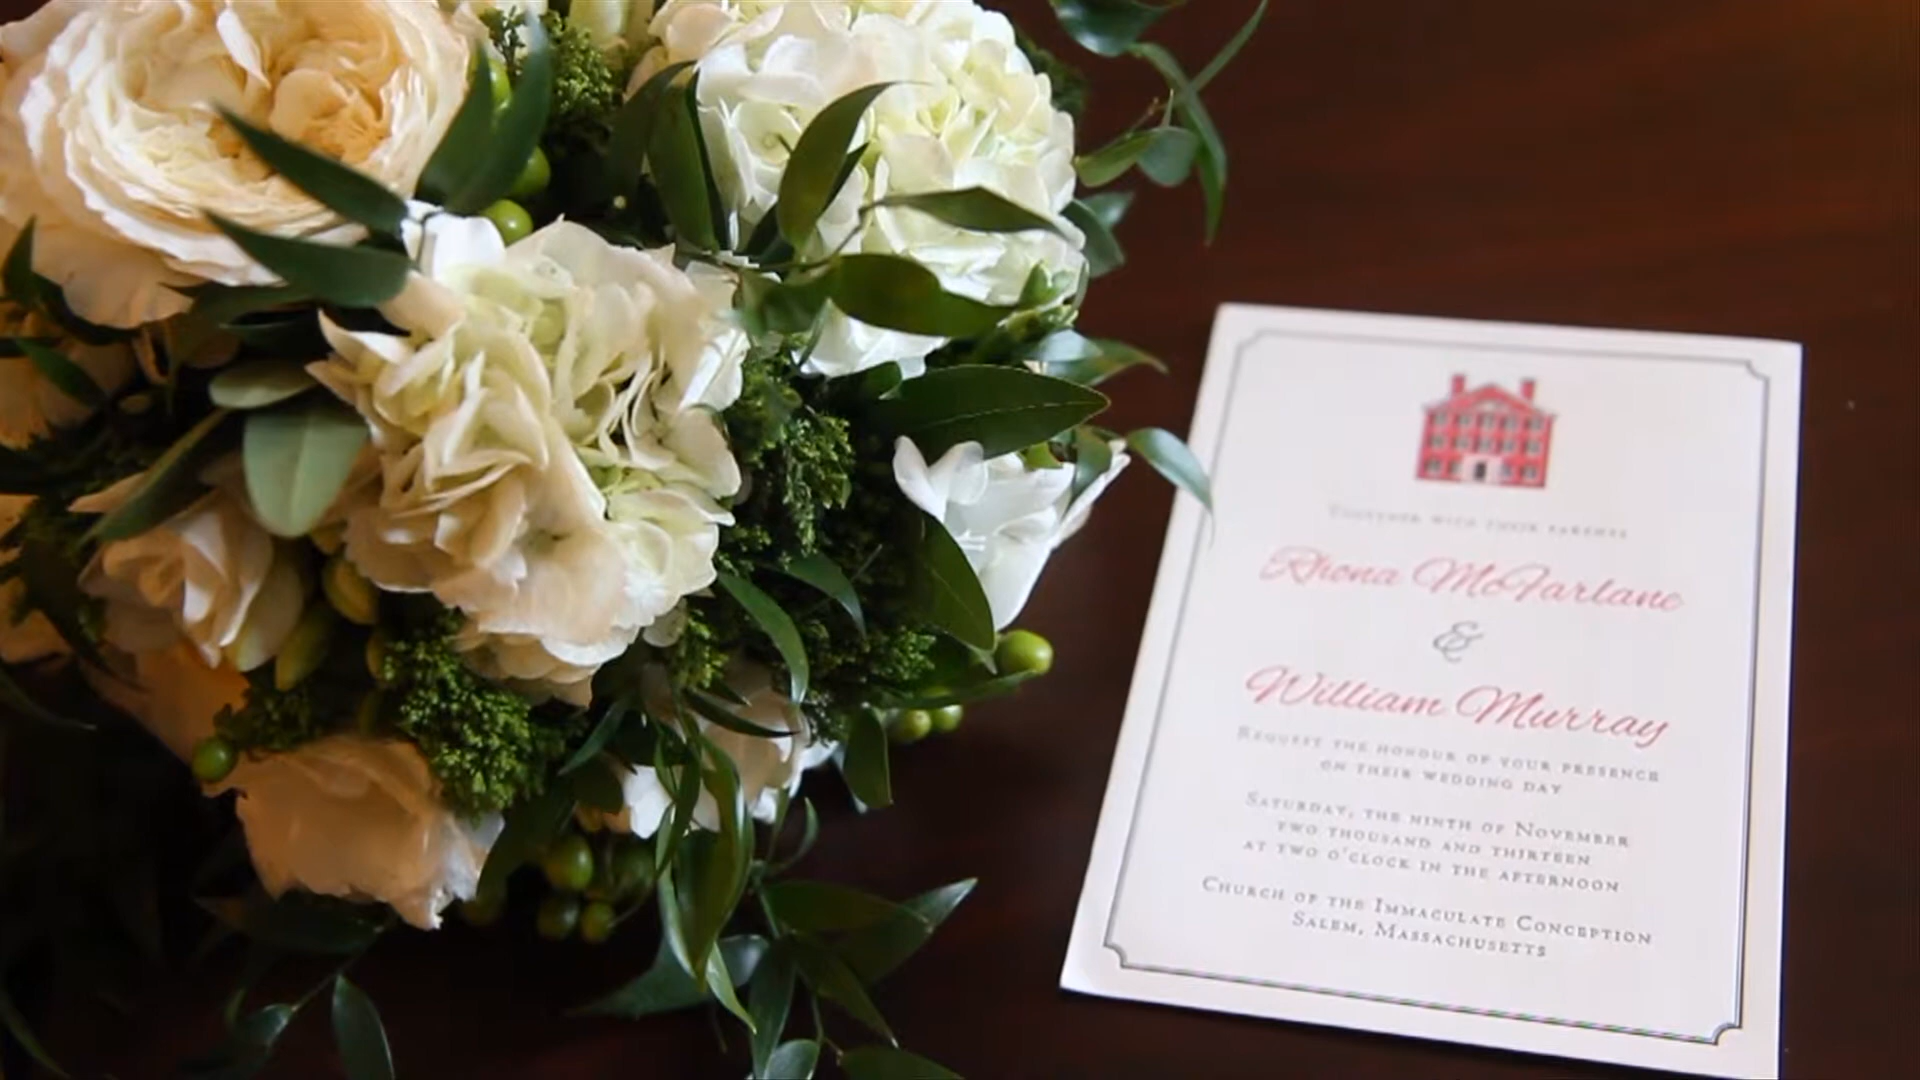 Together with their parents
Rhona McFarlane
&
William Murray
Request the honour of your presence
on their wedding day
Saturday, the ninth of November
two thousand and thirteen
at two o'clock in the afternoon
Church of the Immaculate Conception
Salem, Massachusetts